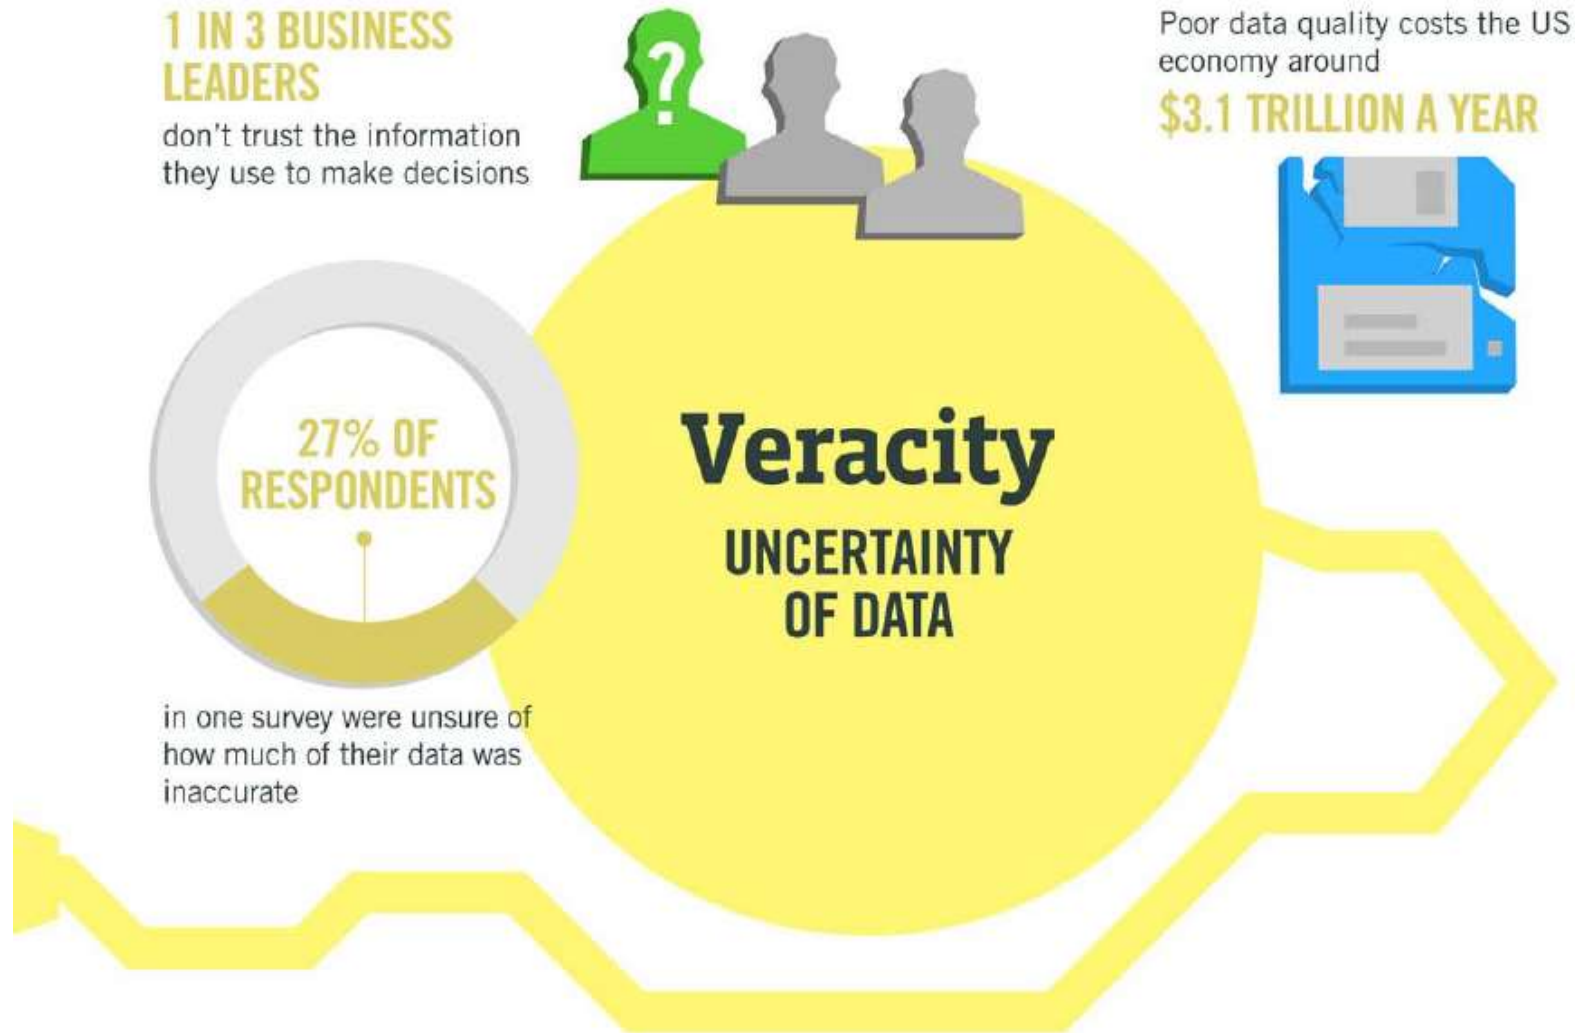 1 IN 3 BUSINESS
LEADERS
don't trust the information
they use to make decisions
?
Poor data quality costs the US
economy around
$3.1 TRILLION A YEAR
27% OF
RESPONDENTS
in one survey were unsure of
how much of their data was
inaccurate
Veracity
UNCERTAINTY
OF DATA